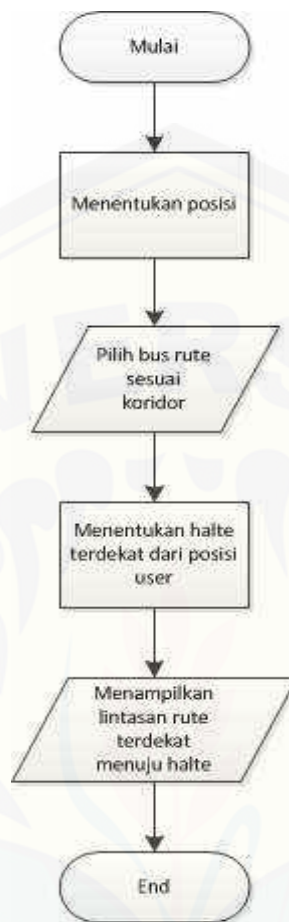 Mulai
Menentukan posisi
Pilih bus rute
sesuai
koridor
Menentukan halte
terdekat dari posisi
user
Menampilkan
lintasan rute
terdekat
menuju halte
End